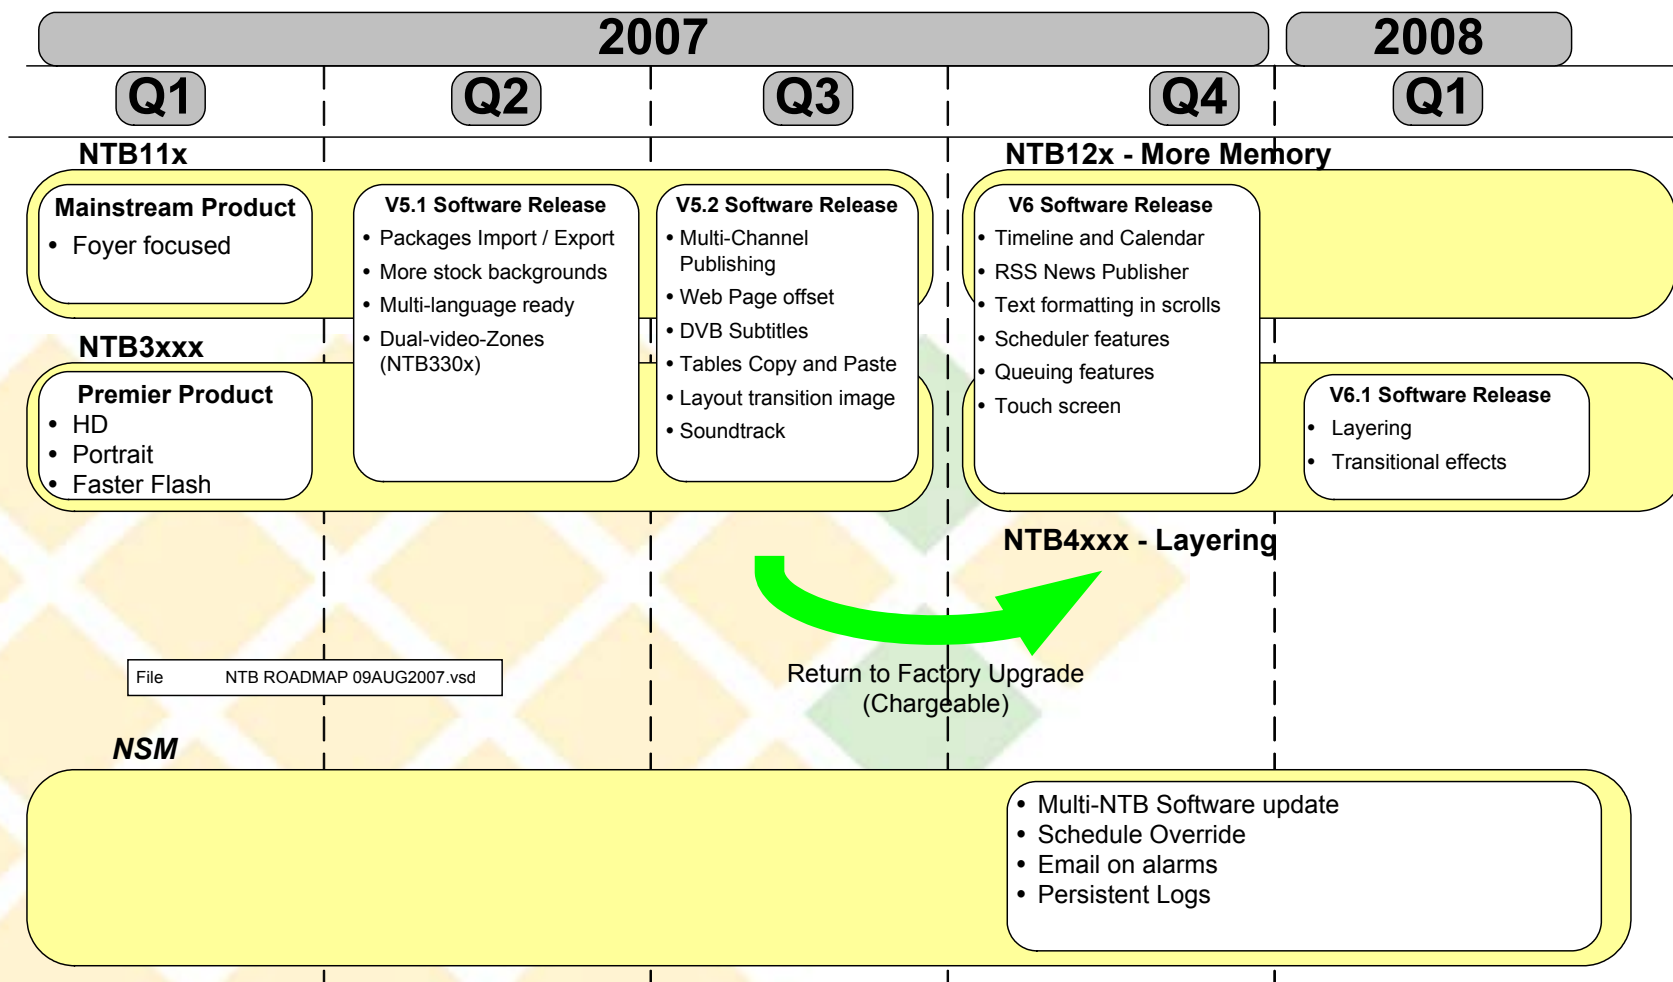 2007
2008
Q1
Q2
Q3
Q4
Q1
NTB11x
NTB12x - More Memory
Mainstream Product
• Foyer focused
V5.1 Software Release
• Packages Import / Export
• More stock backgrounds
• Multi-language ready
• Dual-video-Zones
(NTB330x)
V5.2 Software Release
• Multi-Channel
Publishing
• Web Page offset
• DVB Subtitles
• Tables Copy and Paste
• Layout transition image
• Soundtrack
V6 Software Release
• Timeline and Calendar
• RSS News Publisher
• Text formatting in scrolls
• Scheduler features
• Queuing features
• Touch screen
NTB3xxx
Premier Product
• HD
• Portrait
• Faster Flash
V6.1 Software Release
• Layering
• Transitional effects
NTB4xxx - Layering
Return to Factory Upgrade
(Chargeable)
File NTB ROADMAP 09AUG2007.vsd
NSM
• Multi-NTB Software update
• Schedule Override
• Email on alarms
• Persistent Logs